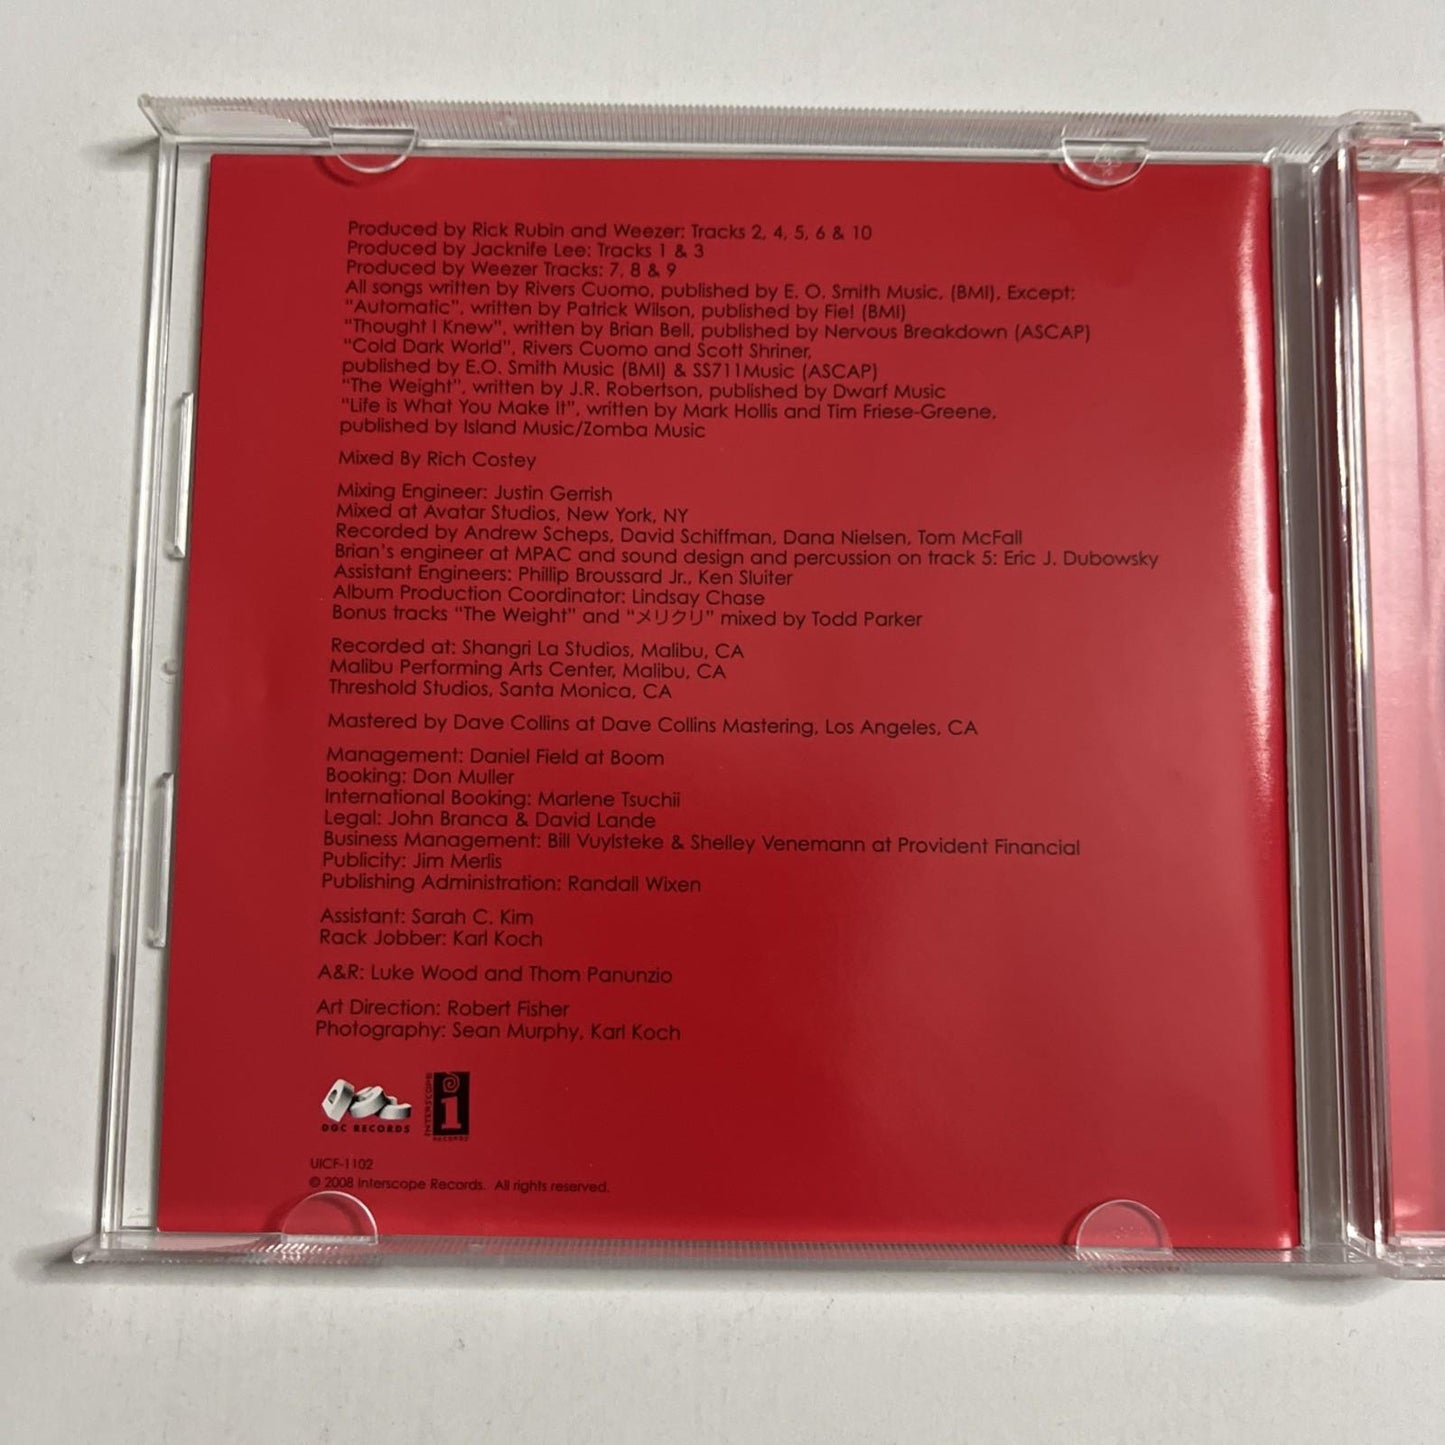 Produced by Rick Rubin and Weezer: Tracks 2, 4, 5, 6 & 10
Produced by Jacknife Lee: Tracks 1 & 3
Produced by Weezer Tracks: 7, 8 & 9
All songs written by Rivers Cuomo, published by E. O. Smith Music, (BMI), Except:
“Automatic”, written by Patrick Wilson, published by Fie! (BMI)
“Thought I Knew”, written by Brian Bell, published by Nervous Breakdown (ASCAP)
“Cold Dark World”, Rivers Cuomo and Scott Shriner,
published by E.O. Smith Music (BMI) & SS711Music (ASCAP)
“The Weight”, written by J.R. Robertson, published by Dwarf Music
“Life is What You Make It”, written by Mark Hollis and Tim Friese-Greene,
published by Island Music/Zomba Music
Mixed By Rich Costey
Mixing Engineer: Justin Gerrish
Mixed at Avatar Studios, New York, NY
Recorded by Andrew Scheps, David Schiffman, Dana Nielsen, Tom McFall
Brian's engineer at MPAC and sound design and percussion on track 5: Eric J. Dubowsky
Assistant Engineers: Phillip Broussard Jr., Ken Sluiter
Album Production Coordinator: Lindsay Chase
Bonus tracks “The Weight” and “メリクリ” mixed by Todd Parker
Recorded at: Shangri La Studios, Malibu, CA
Malibu Performing Arts Center, Malibu, CA
Threshold Studios, Santa Monica, CA
Mastered by Dave Collins at Dave Collins Mastering, Los Angeles, CA
Management: Daniel Field at Boom
Booking: Don Muller
International Booking: Marlene Tsuchii
Legal: John Branca & David Lande
Business Management: Bill Vuylsteke & Shelley Venemann at Provident Financial
Publicity: Jim Merlis
Publishing Administration: Randall Wixen
Assistant: Sarah C. Kim
Rack Jobber: Karl Koch
A&R: Luke Wood and Thom Panunzio
Art Direction: Robert Fisher
Photography: Sean Murphy, Karl Koch
DGC RECORDS
INTERSCOPE
i
RECORDS
UICF-1102
© 2008 Interscope Records. All rights reserved.